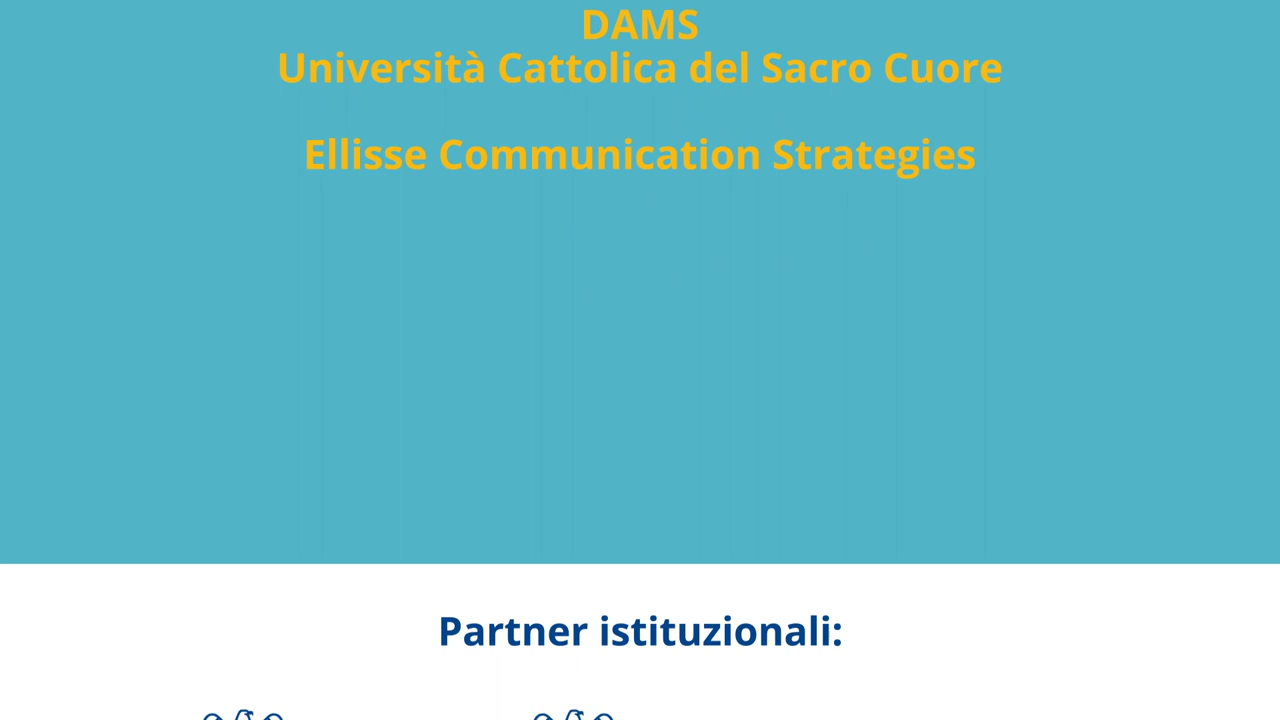 DAMS
Università Cattolica del Sacro Cuore
Ellisse Communication Strategies
Partner istituzionali: